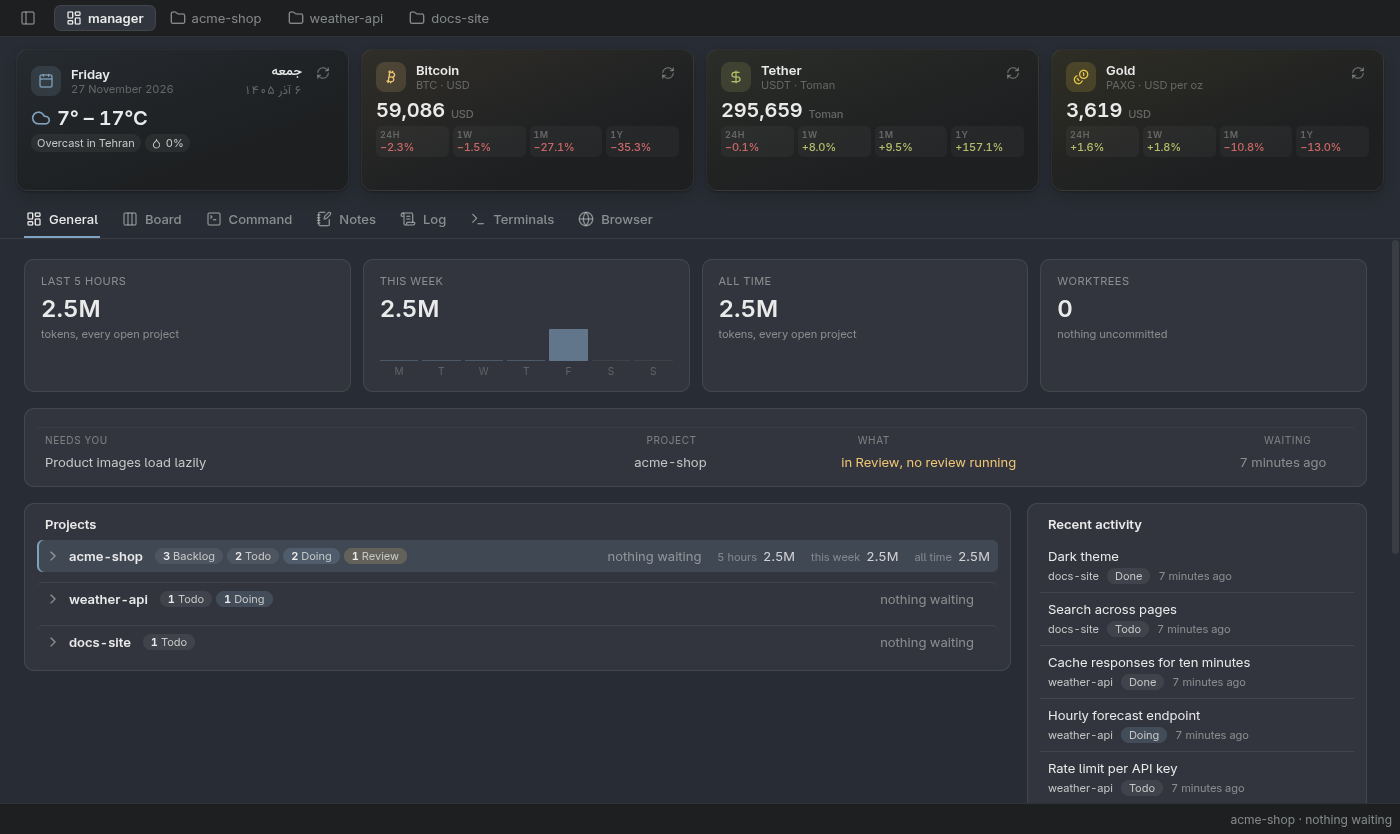 manager acme-shop weather-api docs-site
Friday جمعه
27 November 2026 ۶ آذر ۱۴۰۵
7° – 17°C
Overcast in Tehran 0%
Bitcoin
BTC · USD
59,086 USD
24H 1W 1M 1Y
−2.3% −1.5% −27.1% −35.3%
Tether
USDT · Toman
295,659 Toman
24H 1W 1M 1Y
−0.1% +8.0% +9.5% +157.1%
Gold
PAXG · USD per oz
3,619 USD
24H 1W 1M 1Y
+1.6% +1.8% −10.8% −13.0%
General Board Command Notes Log Terminals Browser
LAST 5 HOURS
2.5M
tokens, every open project
THIS WEEK
2.5M
M T W T F S S
ALL TIME
2.5M
tokens, every open project
WORKTREES
0
nothing uncommitted
NEEDS YOU PROJECT WHAT WAITING
Product images load lazily acme-shop in Review, no review running 7 minutes ago
Projects
acme-shop 3 Backlog 2 Todo 2 Doing 1 Review nothing waiting 5 hours 2.5M this week 2.5M all time 2.5M
weather-api 1 Todo 1 Doing nothing waiting
docs-site 1 Todo nothing waiting
Recent activity
Dark theme
docs-site Done 7 minutes ago
Search across pages
docs-site Todo 7 minutes ago
Cache responses for ten minutes
weather-api Done 7 minutes ago
Hourly forecast endpoint
weather-api Doing 7 minutes ago
Rate limit per API key
weather-api Todo 7 minutes ago
acme-shop · nothing waiting